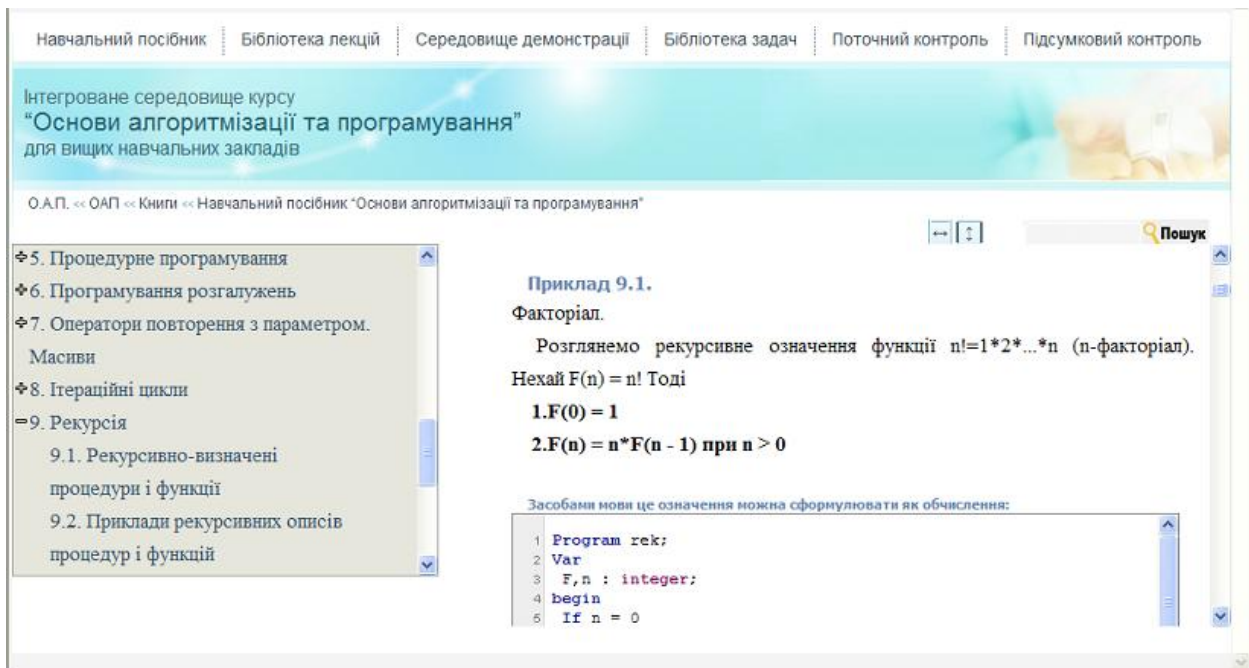 Навчальний посібник Бібліотека лекцій Середовище демонстрації Бібліотека задач Поточний контроль Підсумковий контроль
Інтегроване середовище курсу
“Основи алгоритмізації та програмування”
для вищих навчальних закладів
О.А.П. << ОАП << Книги << Навчальний посібник “Основи алгоритмізації та програмування”
Пошук
5. Процедурне програмування
6. Програмування розгалужень
7. Оператори повторення з параметром.
Масиви
8. Ітераційні цикли
9. Рекурсія
9.1. Рекурсивно-визначені
процедури і функції
9.2. Приклади рекурсивних описів
процедур і функцій
Приклад 9.1.
Факторіал.
Розглянемо рекурсивне означення функції n!=1*2*...*n (n-факторіал).
Нехай F(n) = n! Тоді
1.F(0) = 1
2.F(n) = n*F(n - 1) при n > 0
Засобами мови це означення можна сформулювати як обчислення:
1 Program rek;
2 Var
3 F,n : integer;
4 begin
5 If n = 0